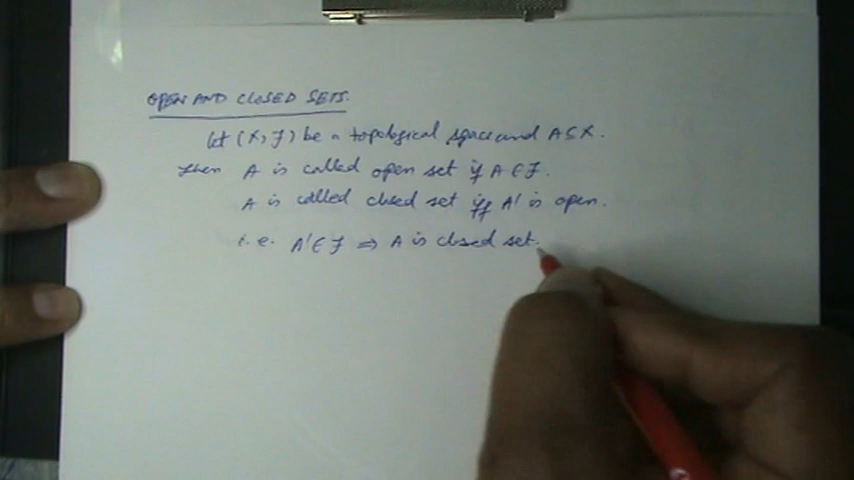 OPEN AND CLOSED SETS.
Let (X, J) be a topological space and A ⊆ X.
Then A is called open set if A ∈ J.
A is called closed set iff A' is open.
i.e. A' ∈ J ⇒ A is closed set.